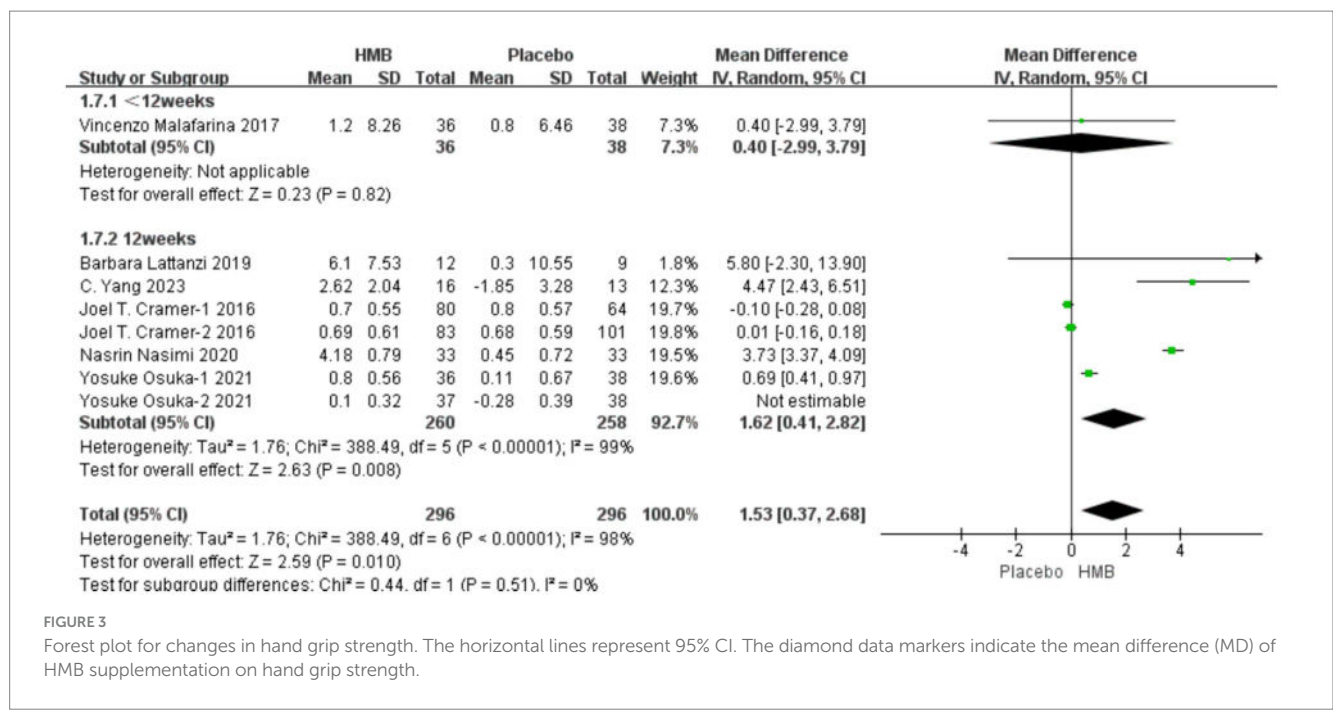 HMB Placebo Mean Difference Mean Difference
Study or Subgroup Mean SD Total Mean SD Total Weight IV, Random, 95% CI IV, Random, 95% CI
1.7.1 <12weeks
Vincenzo Malafarina 2017 1.2 8.26 36 0.8 6.46 38 7.3% 0.40 [-2.99, 3.79]
Subtotal (95% CI) 36 38 7.3% 0.40 [-2.99, 3.79]
Heterogeneity: Not applicable
Test for overall effect: Z = 0.23 (P = 0.82)
1.7.2 12weeks
Barbara Lattanzi 2019 6.1 7.53 12 0.3 10.55 9 1.8% 5.80 [-2.30, 13.90]
C. Yang 2023 2.62 2.04 16 -1.85 3.28 13 12.3% 4.47 [2.43, 6.51]
Joel T. Cramer-1 2016 0.7 0.55 80 0.8 0.57 64 19.7% -0.10 [-0.28, 0.08]
Joel T. Cramer-2 2016 0.69 0.61 83 0.68 0.59 101 19.8% 0.01 [-0.16, 0.18]
Nasrin Nasimi 2020 4.18 0.79 33 0.45 0.72 33 19.5% 3.73 [3.37, 4.09]
Yosuke Osuka-1 2021 0.8 0.56 36 0.11 0.67 38 19.6% 0.69 [0.41, 0.97]
Yosuke Osuka-2 2021 0.1 0.32 37 -0.28 0.39 38 Not estimable
Subtotal (95% CI) 260 258 92.7% 1.62 [0.41, 2.82]
Heterogeneity: Tau² = 1.76; Chi² = 388.49, df = 5 (P < 0.00001); I² = 99%
Test for overall effect: Z = 2.63 (P = 0.008)
Total (95% CI) 296 296 100.0% 1.53 [0.37, 2.68]
Heterogeneity: Tau² = 1.76; Chi² = 388.49, df = 6 (P < 0.00001); I² = 98%
Test for overall effect: Z = 2.59 (P = 0.010)
Test for subgroup differences: Chi² = 0.44, df = 1 (P = 0.51), I² = 0%
-4 -2 0 2 4
Placebo HMB
FIGURE 3
Forest plot for changes in hand grip strength. The horizontal lines represent 95% CI. The diamond data markers indicate the mean difference (MD) of
HMB supplementation on hand grip strength.